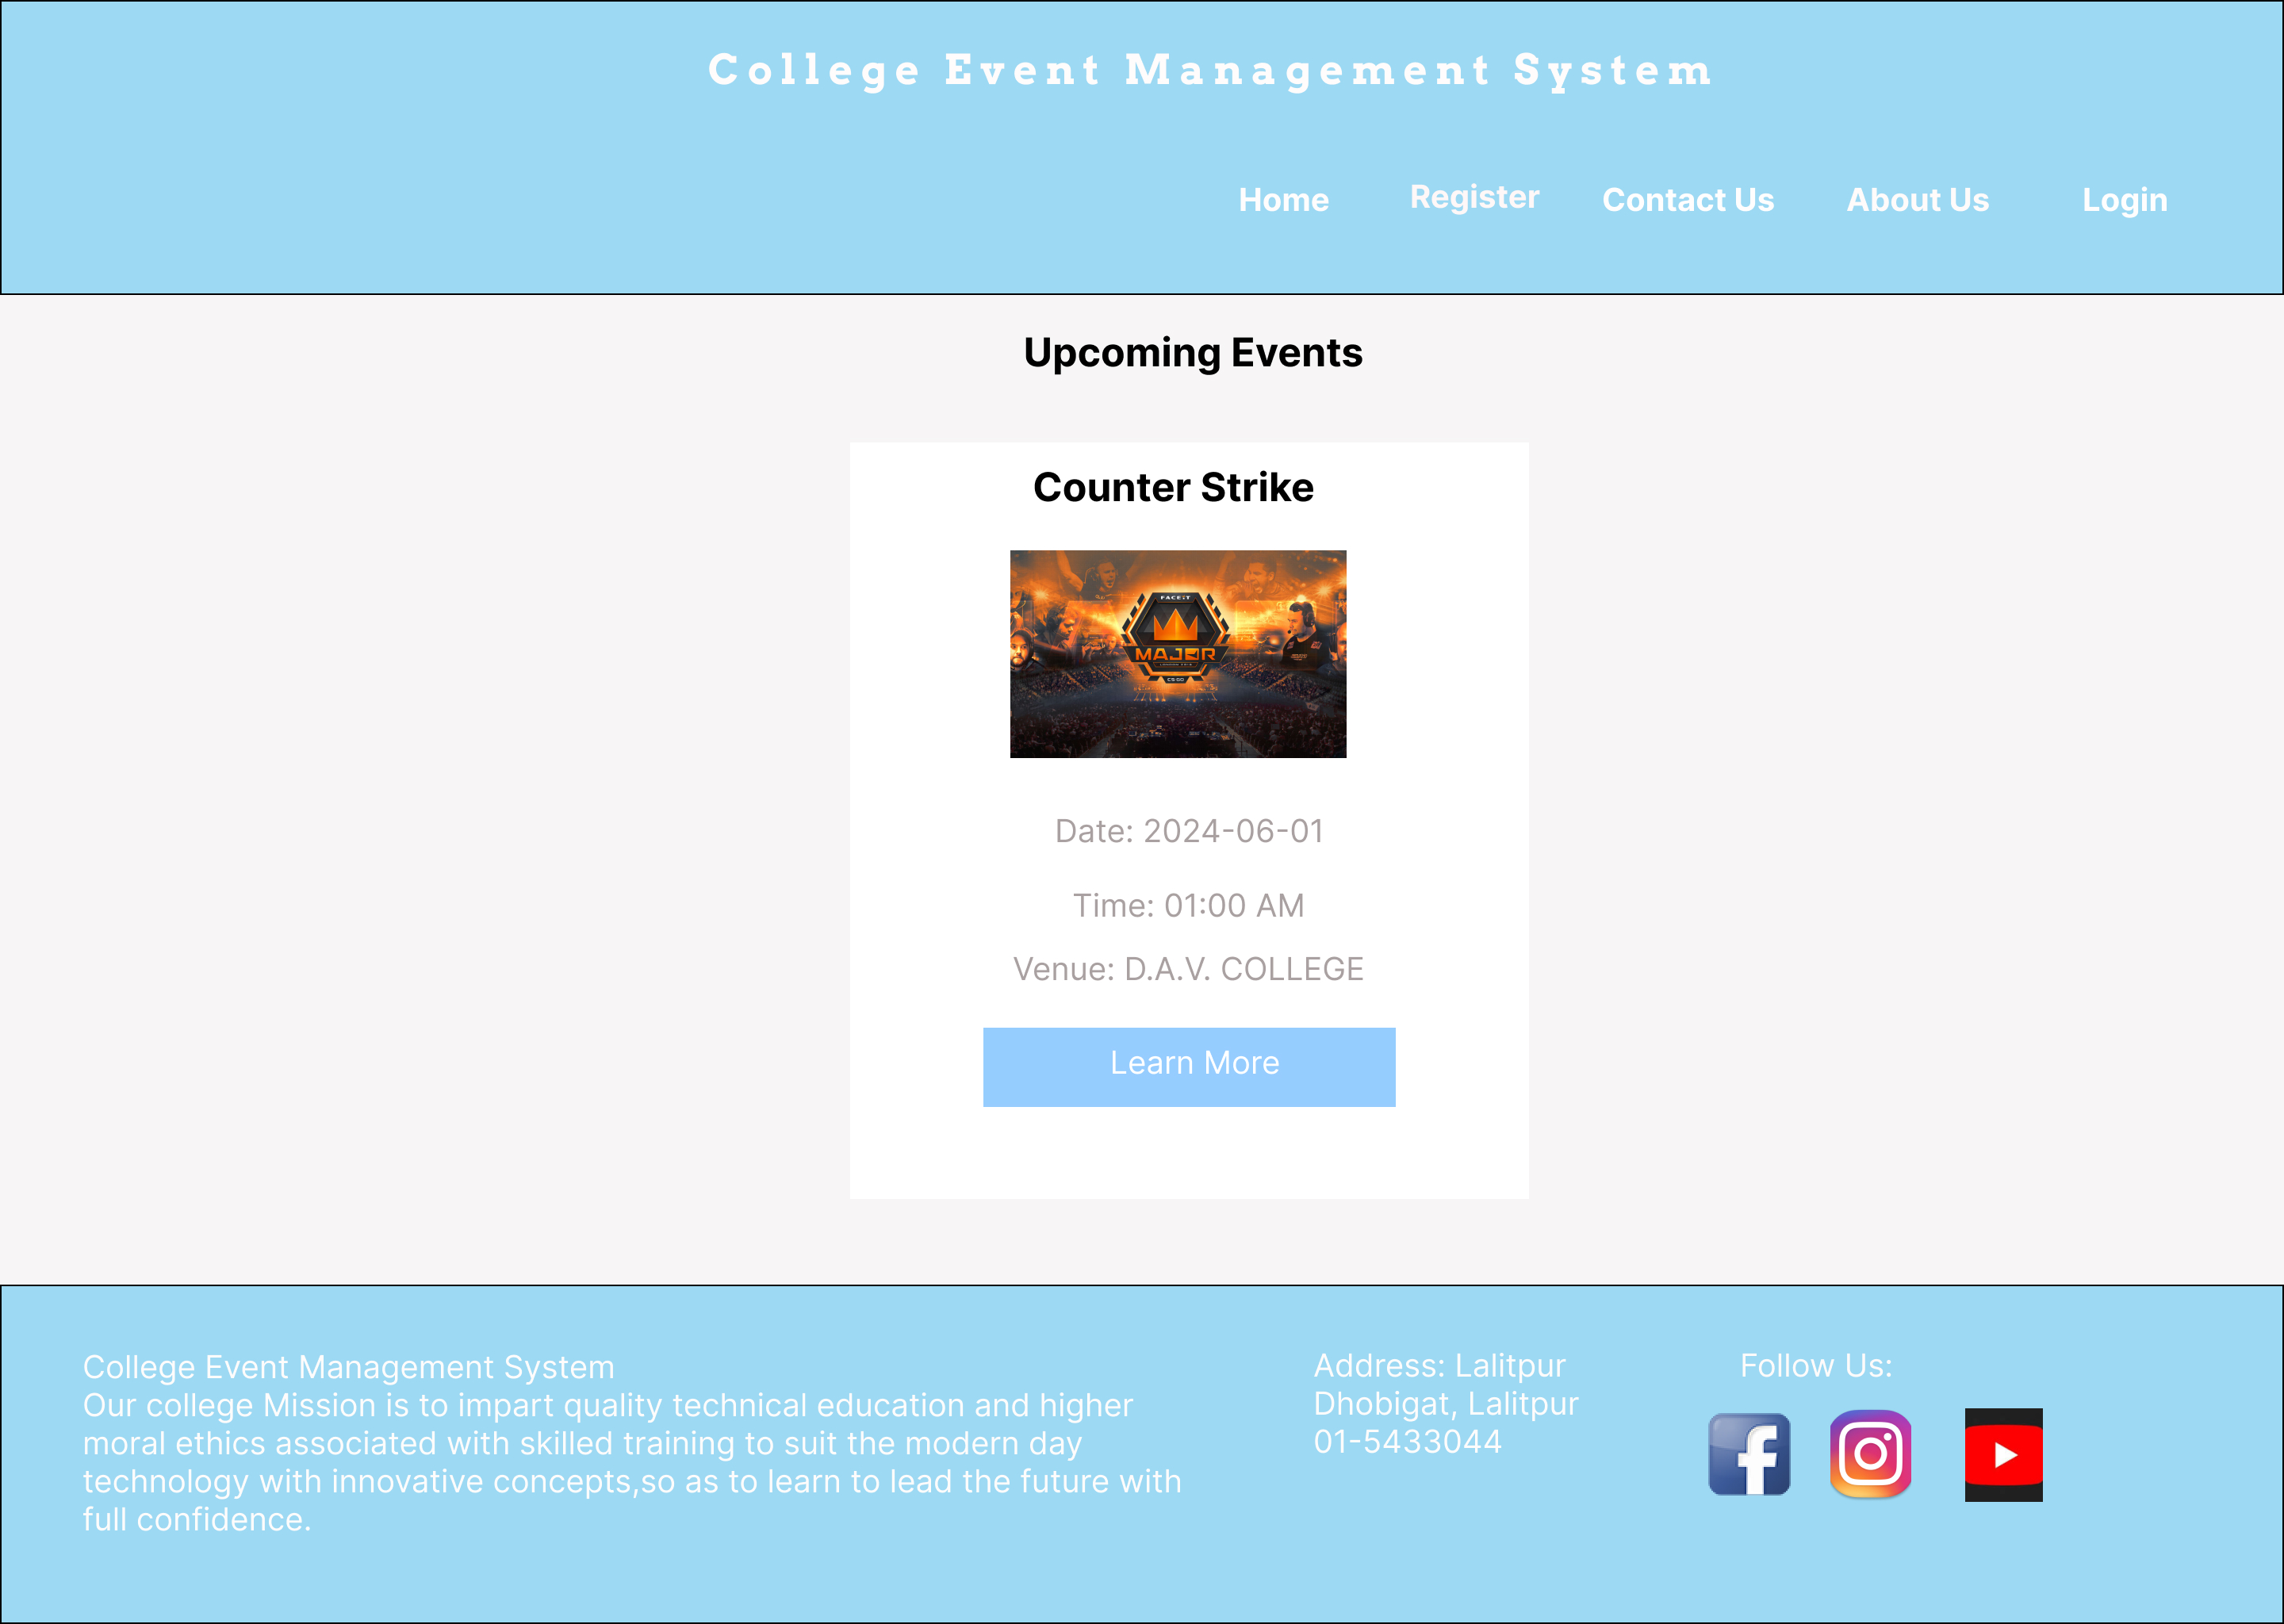 College Event Management System
Home Register Contact Us About Us Login
Upcoming Events
Counter Strike
FACEIT
MAJOR
LONDON 2018
CS:GO
Date: 2024-06-01
Time: 01:00 AM
Venue: D.A.V. COLLEGE
Learn More
College Event Management System
Our college Mission is to impart quality technical education and higher
moral ethics associated with skilled training to suit the modern day
technology with innovative concepts,so as to learn to lead the future with
full confidence.
Address: Lalitpur
Dhobigat, Lalitpur
01-5433044
Follow Us: